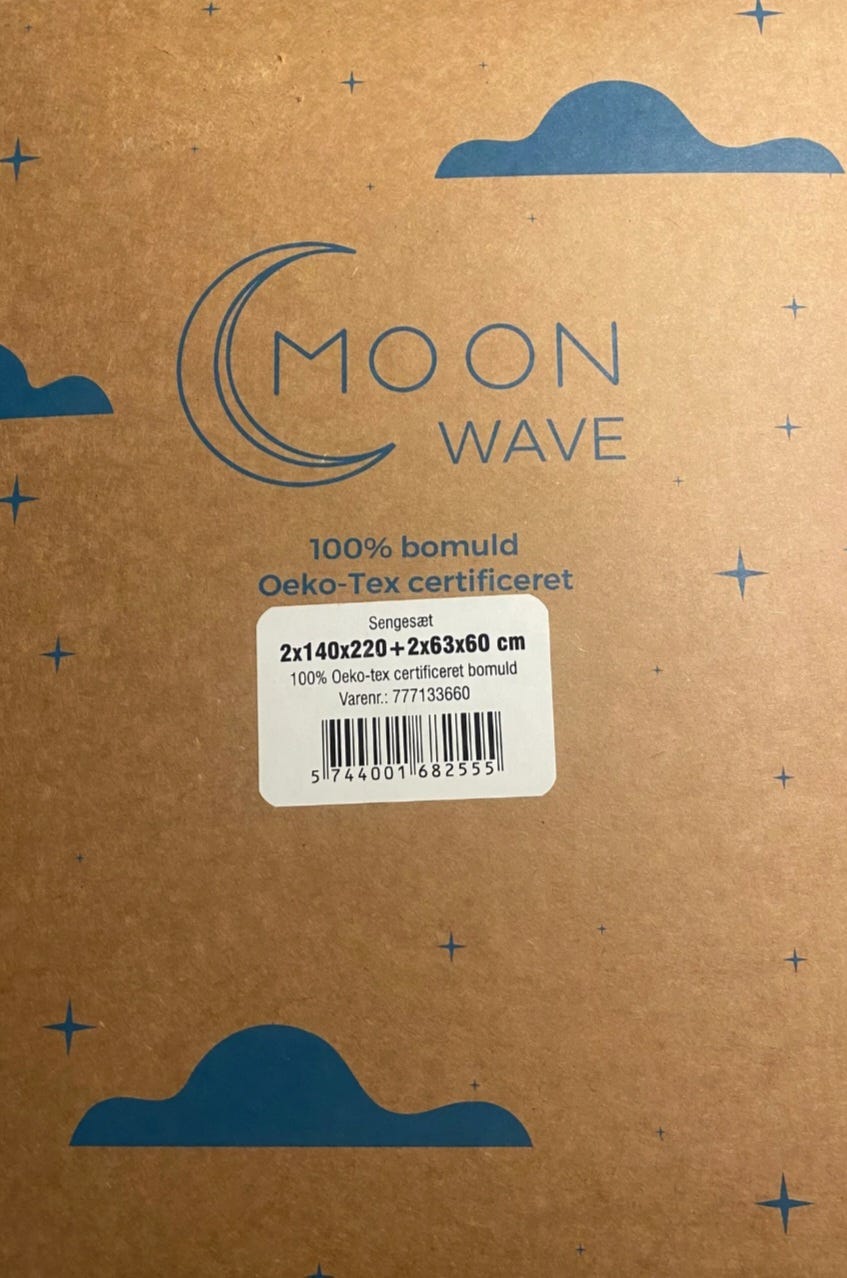 MOON
WAVE
100% bomuld
Oeko-Tex certificeret
Sengesæt
2x140x220+2x63x60 cm
100% Oeko-tex certificeret bomuld
Varenr.: 777133660
5 744001 682555